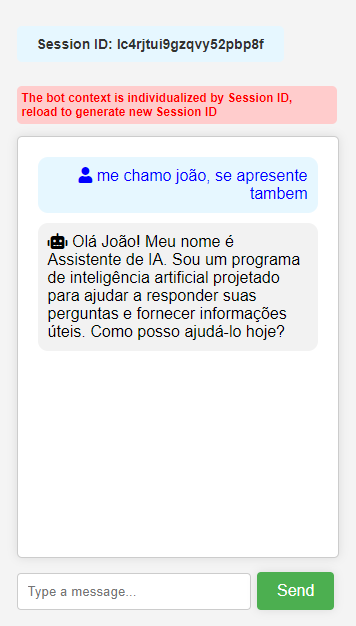 Session ID: lc4rjtui9gzqvy52pbp8f
The bot context is individualized by Session ID,
reload to generate new Session ID
me chamo joão, se apresente
tambem
Olá João! Meu nome é
Assistente de IA. Sou um programa
de inteligência artificial projetado
para ajudar a responder suas
perguntas e fornecer informações
úteis. Como posso ajudá-lo hoje?
Type a message...
Send